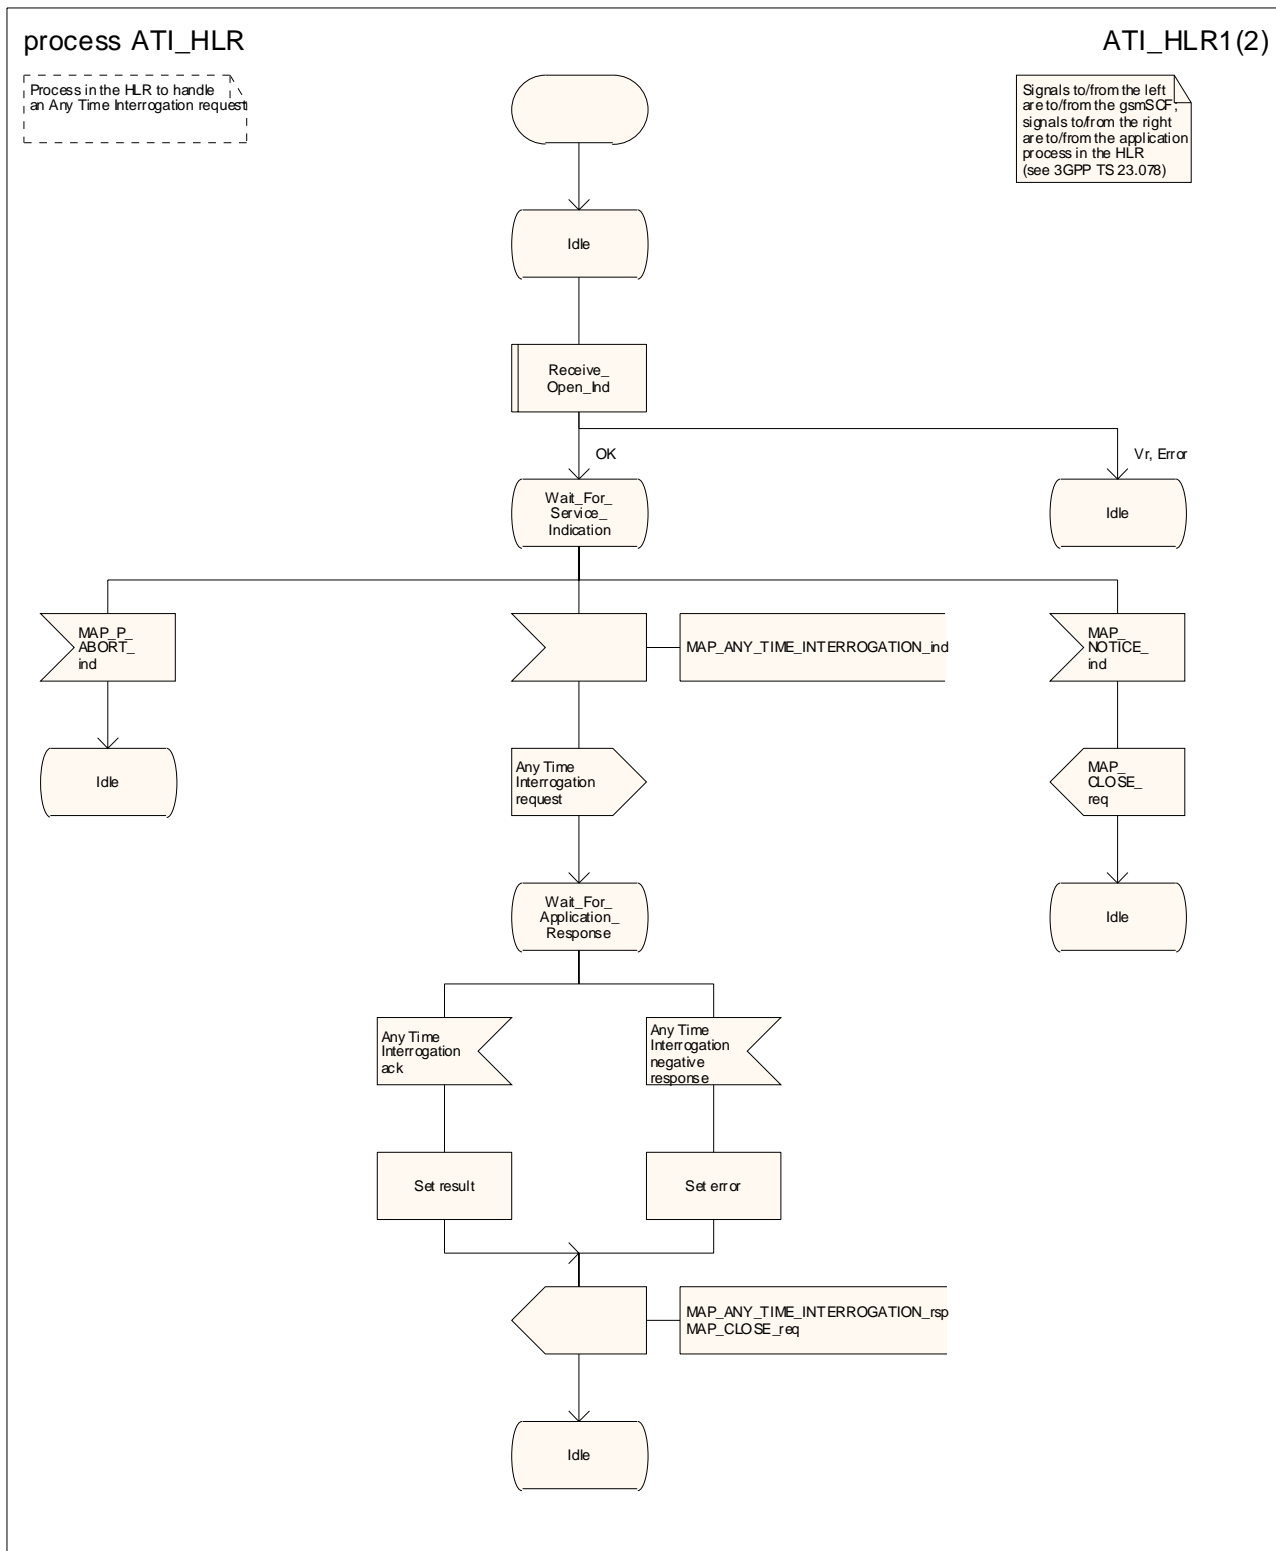 process ATI_HLR
ATI_HLR1(2)
Process in the HLR to handle
an Any Time Interrogation request
Signals to/from the left
are to/from the gsmSCF;
signals to/from the right
are to/from the application
process in the HLR
(see 3GPP TS 23.078)
Idle
Receive_
Open_Ind
OK
Vr, Error
Wait_For_
Service_
Indication
Idle
MAP_P_
ABORT_
ind
MAP_ANY_TIME_INTERROGATION_ind
MAP_
NOTICE_
ind
Idle
Any Time
Interrogation
request
MAP_
CLOSE_
req
Wait_For_
Application_
Response
Idle
Any Time
Interrogation
ack
Any Time
Interrogation
negative
response
Set result
Set error
MAP_ANY_TIME_INTERROGATION_rsp
MAP_CLOSE_req
Idle